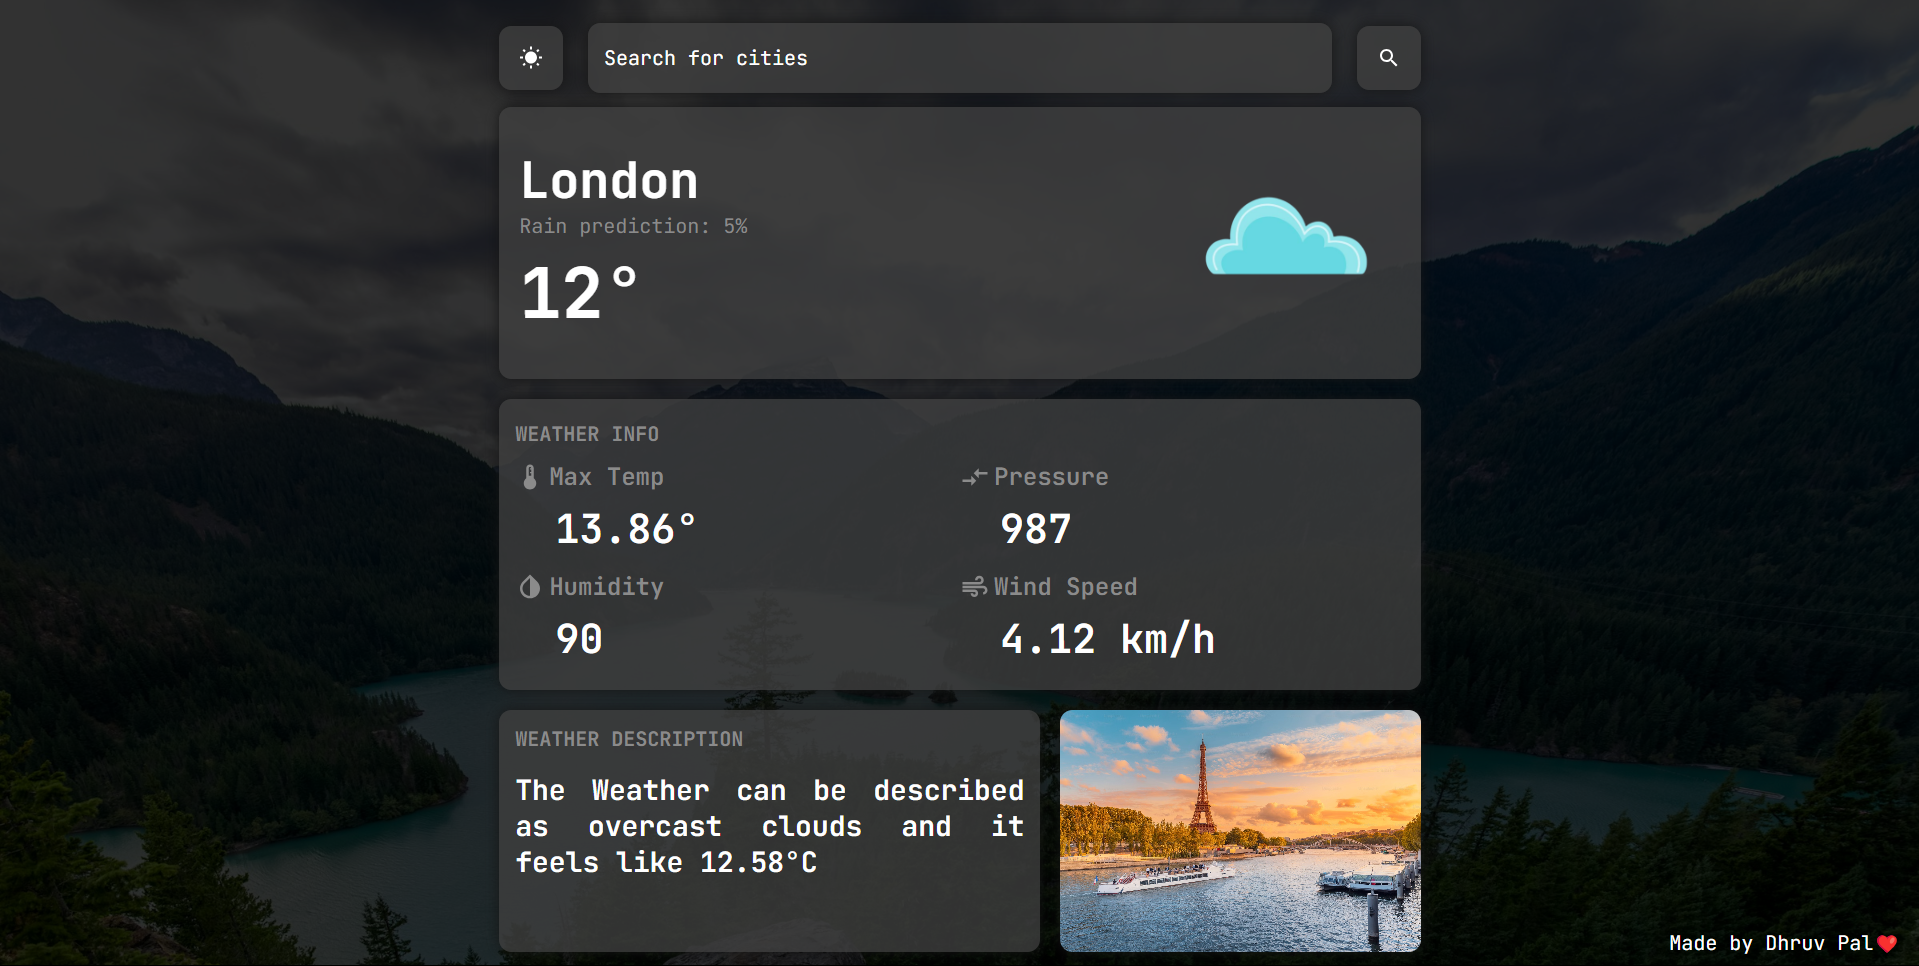 Search for cities
London
Rain prediction: 5%
12°
WEATHER INFO
Max Temp
Pressure
13.86°
987
Humidity
Wind Speed
90
4.12 km/h
WEATHER DESCRIPTION
The Weather can be described
as overcast clouds and it
feels like 12.58°C
Made by Dhruv Pal❤️